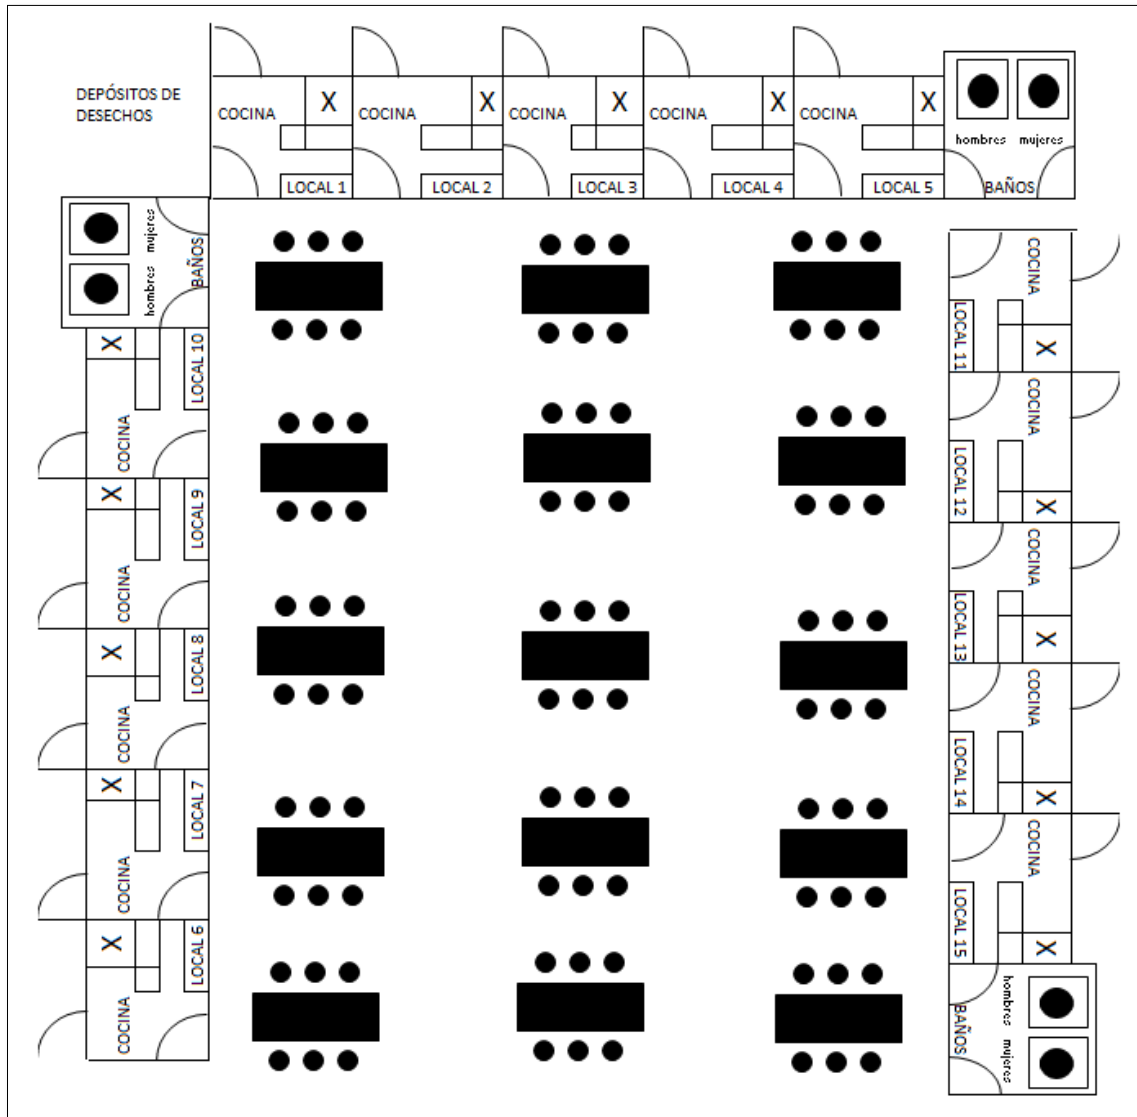 DEPÓSITOS DE
DESECHOS
COCINA
X
COCINA
X
COCINA
X
COCINA
X
COCINA
X
hombres mujeres
LOCAL 1
LOCAL 2
LOCAL 3
LOCAL 4
LOCAL 5
BAÑOS
mujeres
hombres
BAÑOS
X
LOCAL 10
COCINA
X
LOCAL 9
COCINA
X
LOCAL 8
COCINA
X
LOCAL 7
COCINA
X
LOCAL 6
COCINA
COCINA
LOCAL 11
X
COCINA
LOCAL 12
X
COCINA
LOCAL 13
X
COCINA
LOCAL 14
X
COCINA
LOCAL 15
X
BAÑOS
hombres mujeres